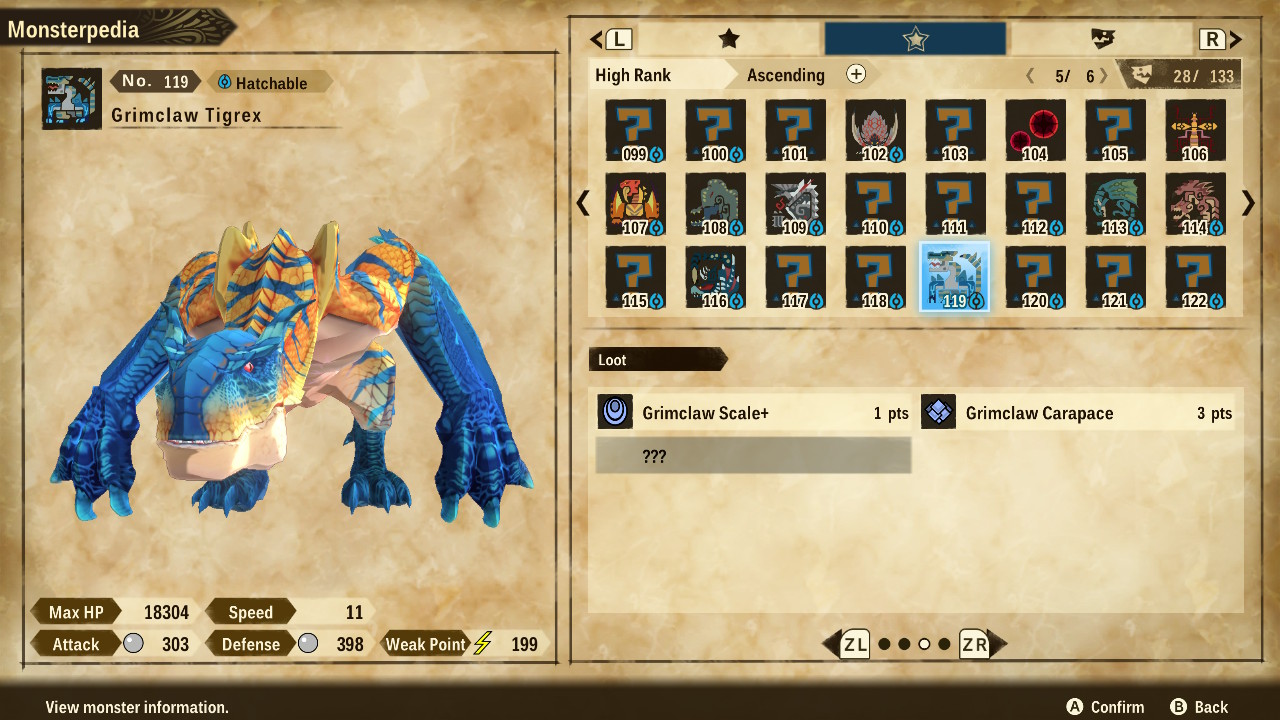 Monsterpedia
No. 119
Hatchable
Grimclaw Tigrex
Max HP 18304
Speed 11
Attack 303
Defense 398
Weak Point 199
L
R
High Rank
Ascending
5/ 6
28/ 133
099 100 101 102 103 104 105 106
107 108 109 110 111 112 113 114
115 116 117 118 119 120 121 122
Loot
Grimclaw Scale+ 1 pts
Grimclaw Carapace 3 pts
???
ZL
ZR
View monster information.
A Confirm
B Back